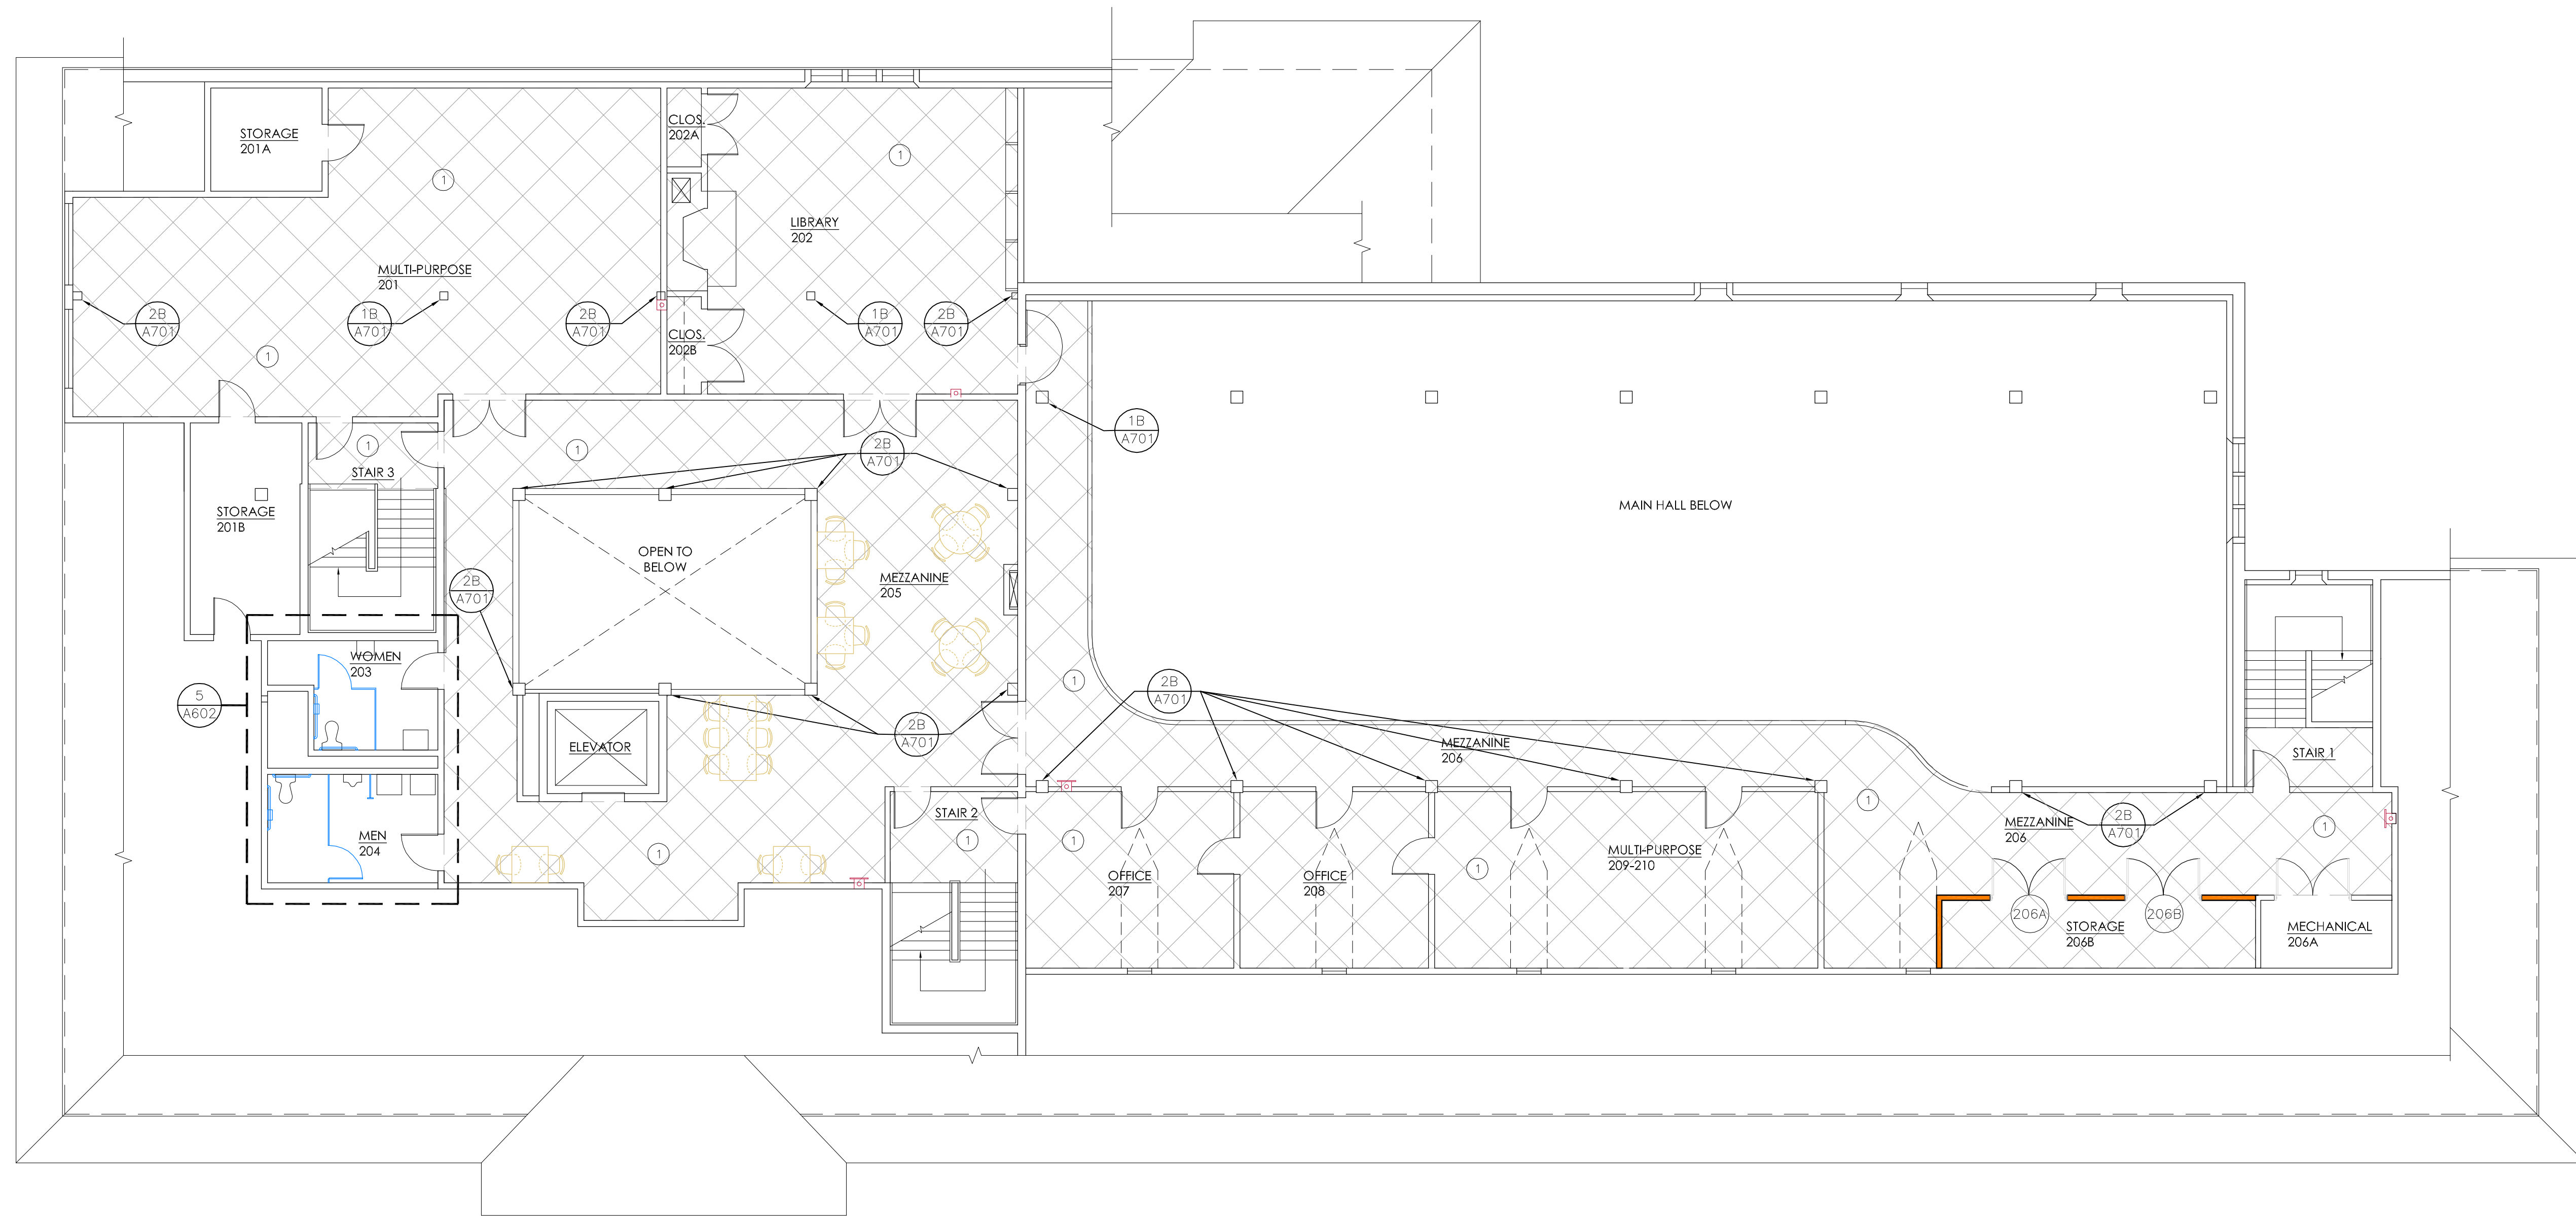 STORAGE
201A
CLOS.
202A
1
1
LIBRARY
202
MULTI-PURPOSE
201
2B
A701
1B
A701
2B
A701
1B
A701
2B
A701
CLOS.
202B
1
1B
A701
1
1
2B
A701
STAIR 3
STORAGE
201B
MAIN HALL BELOW
OPEN TO
BELOW
MEZZANINE
205
2B
A701
WOMEN
203
5
A602
1
2B
A701
2B
A701
ELEVATOR
MEZZANINE
206
STAIR 1
STAIR 2
1
MEN
204
1
1
1
MEZZANINE
206
2B
A701
1
MULTI-PURPOSE
209-210
1
OFFICE
207
OFFICE
208
206A
206B
STORAGE
206B
MECHANICAL
206A